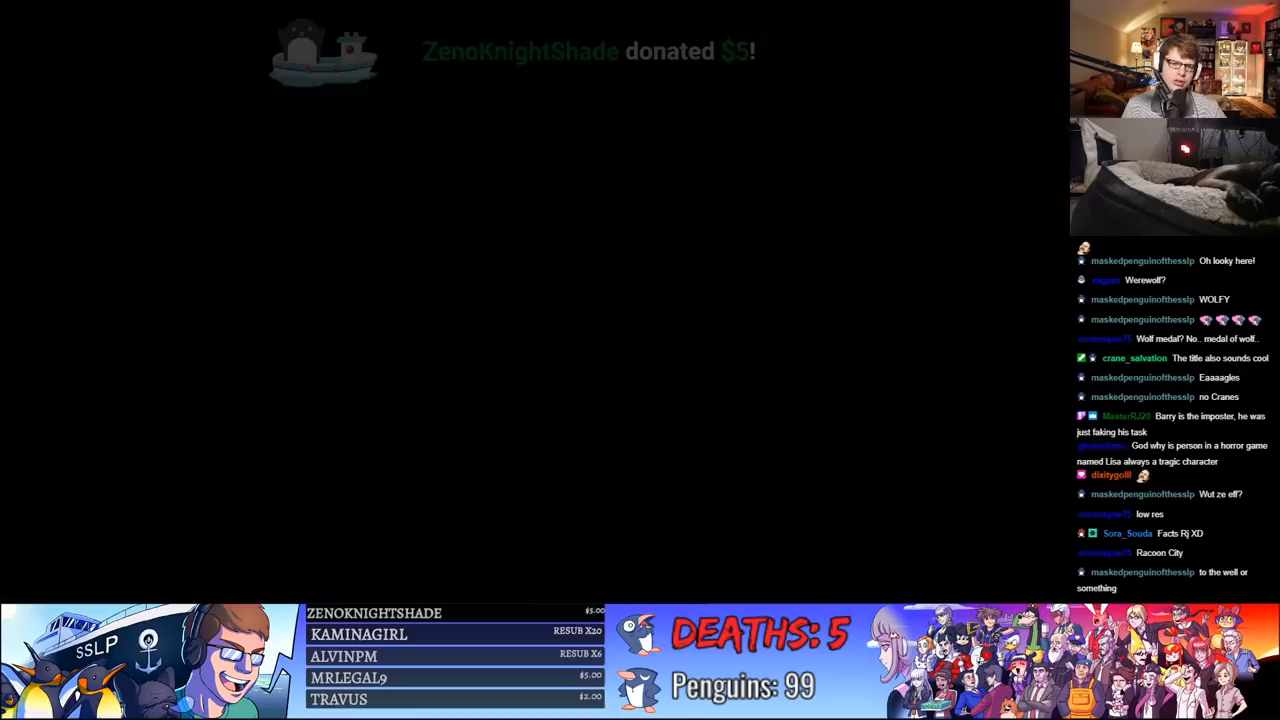 ZenoKnightShade donated $5!
maskedpenguinofthesslp Oh looky here!
Werewolf?
maskedpenguinofthesslp WOLFY
maskedpenguinofthesslp
Wolf medal? No.. medal of wolf..
crane_salvation The title also sounds cool
maskedpenguinofthesslp Eaaaagles
maskedpenguinofthesslp no Cranes
MasterRJ20 Barry is the imposter, he was
just faking his task
God why is person in a horror game
named Lisa always a tragic character
dixitygolll
maskedpenguinofthesslp Wut ze eff?
low res
Sora_Souda Facts Rj XD
Racoon City
maskedpenguinofthesslp to the well or
something
SSLP
ZENOKNIGHTSHADE $5.00
KAMINAGIRL RESUB X20
ALVINPM RESUB X6
MRLEGAL9 $5.00
TRAVUS $2.00
DEATHS: 5
Penguins: 99